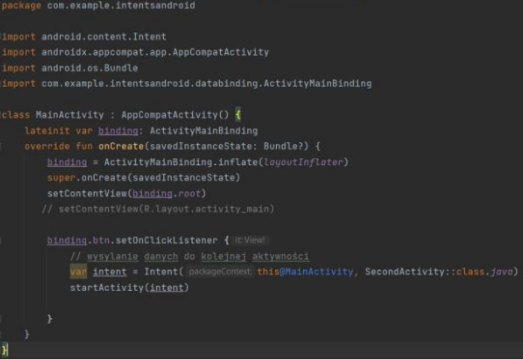 package com.example.intentsandroid
import android.content.Intent
import androidx.appcompat.app.AppCompatActivity
import android.os.Bundle
import com.example.intentsandroid.databinding.ActivityMainBinding
class MainActivity : AppCompatActivity() {
lateinit var binding: ActivityMainBinding
override fun onCreate(savedInstanceState: Bundle?) {
binding = ActivityMainBinding.inflate(layoutInflater)
super.onCreate(savedInstanceState)
setContentView(binding.root)
// setContentView(R.layout.activity_main)
binding.btn.setOnClickListener { it: View!
// wysylanie danych do kolejnej aktywności
var intent = Intent( packageContext: this@MainActivity, SecondActivity::class.java)
startActivity(intent)
}
}
}